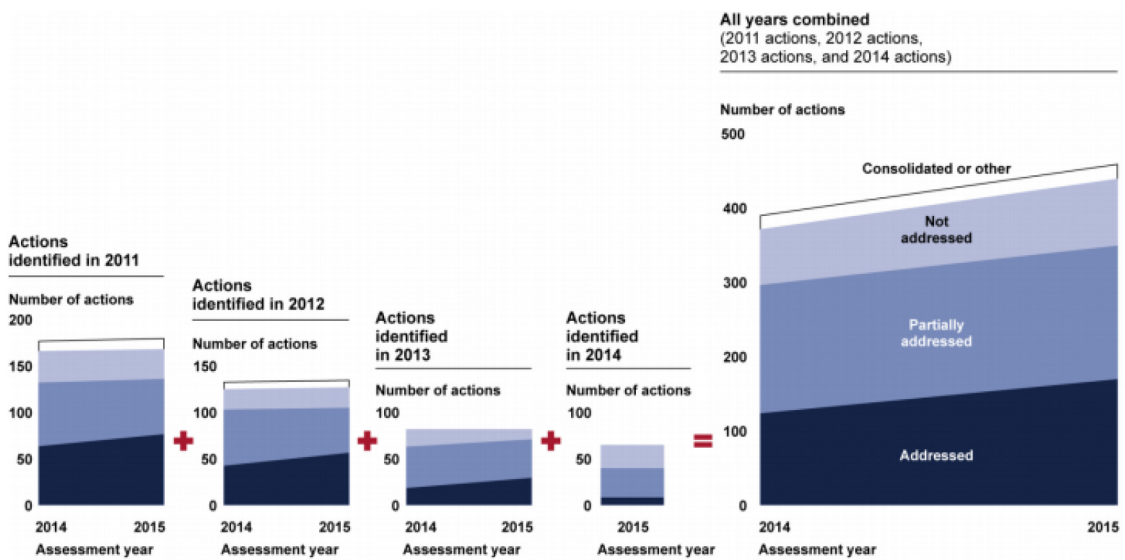 All years combined
(2011 actions, 2012 actions,
2013 actions, and 2014 actions)
Number of actions
500
400
300
200
100
0
Consolidated or other
Not
addressed
Partially
addressed
Addressed
2014 2015
Assessment year
Actions
identified in 2011
Number of actions
200
150
100
50
0
2014 2015
Assessment year
Actions
identified in 2012
Number of actions
150
100
50
0
2014 2015
Assessment year
Actions
identified
in 2013
Number of actions
100
50
0
2014 2015
Assessment year
Actions
identified
in 2014
Number of actions
100
50
0
2015
Assessment year